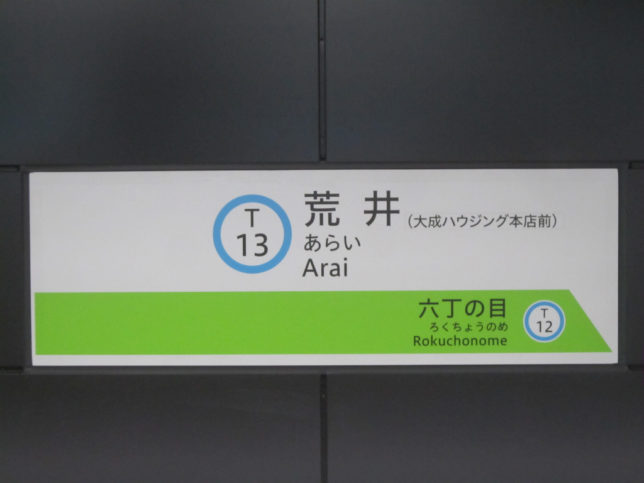 T
13
荒井 (大成ハウジング本店前)
あらい
Arai
六丁の目
ろくちょうのめ
Rokuchonome
T
12